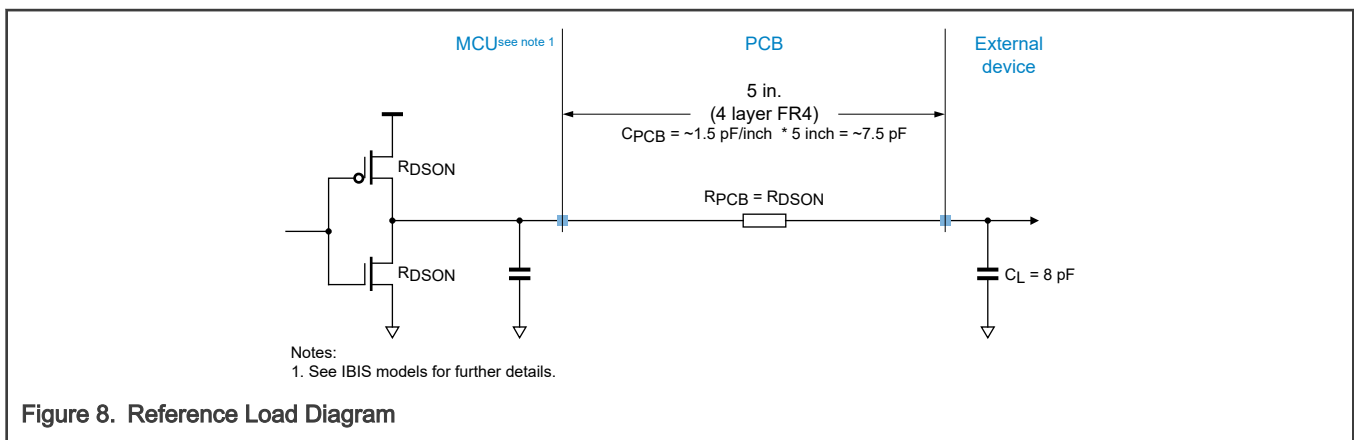 MCU see note 1
PCB
External
device
5 in.
(4 layer FR4)
CPCB = ~1.5 pF/inch * 5 inch = ~7.5 pF
RDSON
RPCB = RDSON
RDSON
CL = 8 pF
Notes:
1. See IBIS models for further details.
Figure 8. Reference Load Diagram